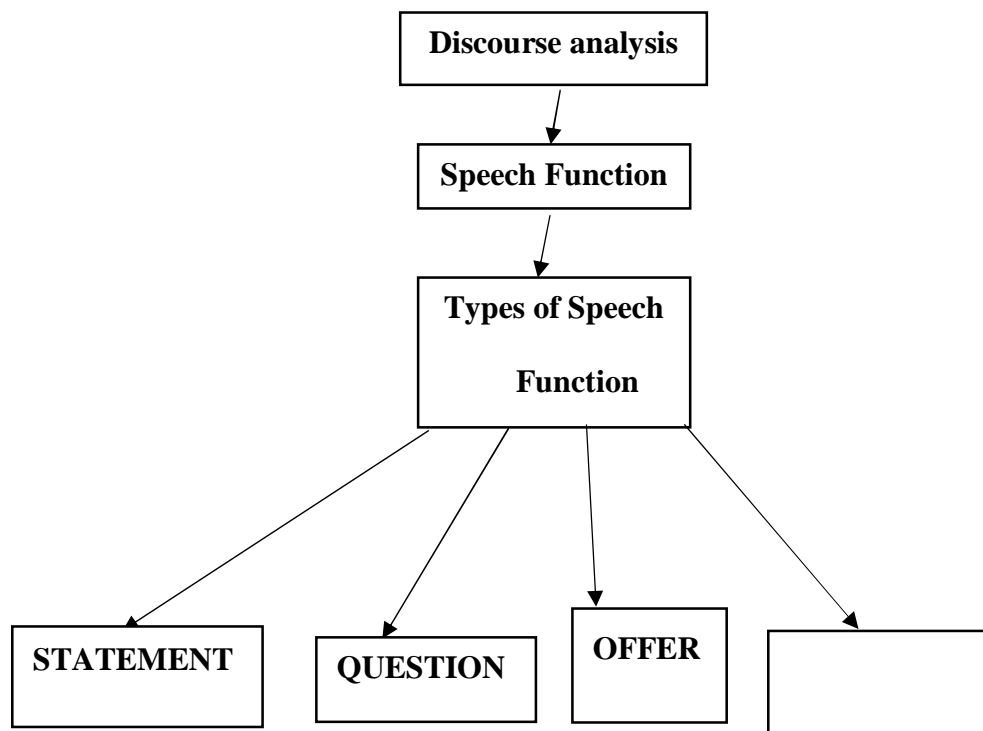 Discourse analysis
Speech Function
Types of Speech
Function
STATEMENT
QUESTION
OFFER